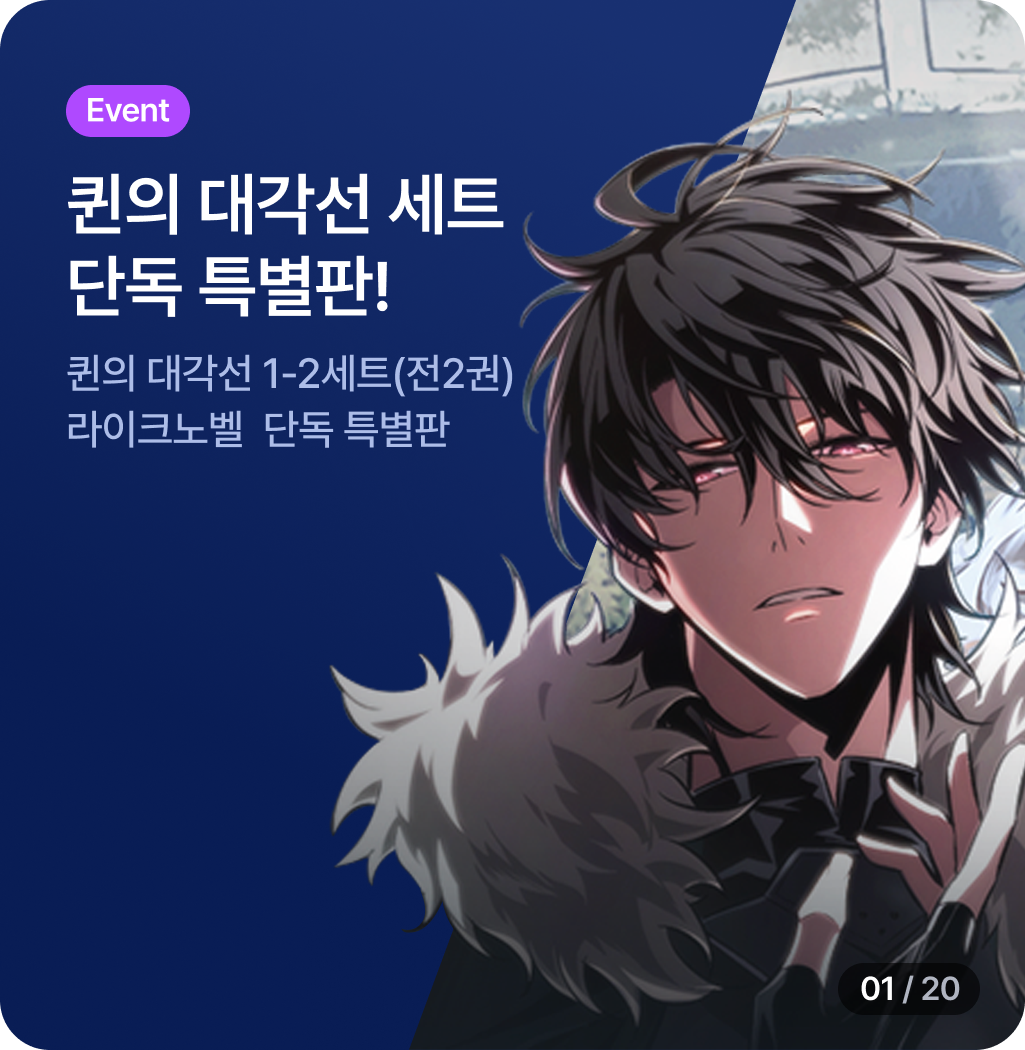 Event
퀸의 대각선 세트
단독 특별판!
퀸의 대각선 1-2세트(전2권)
라이크노벨  단독 특별판
01 / 20